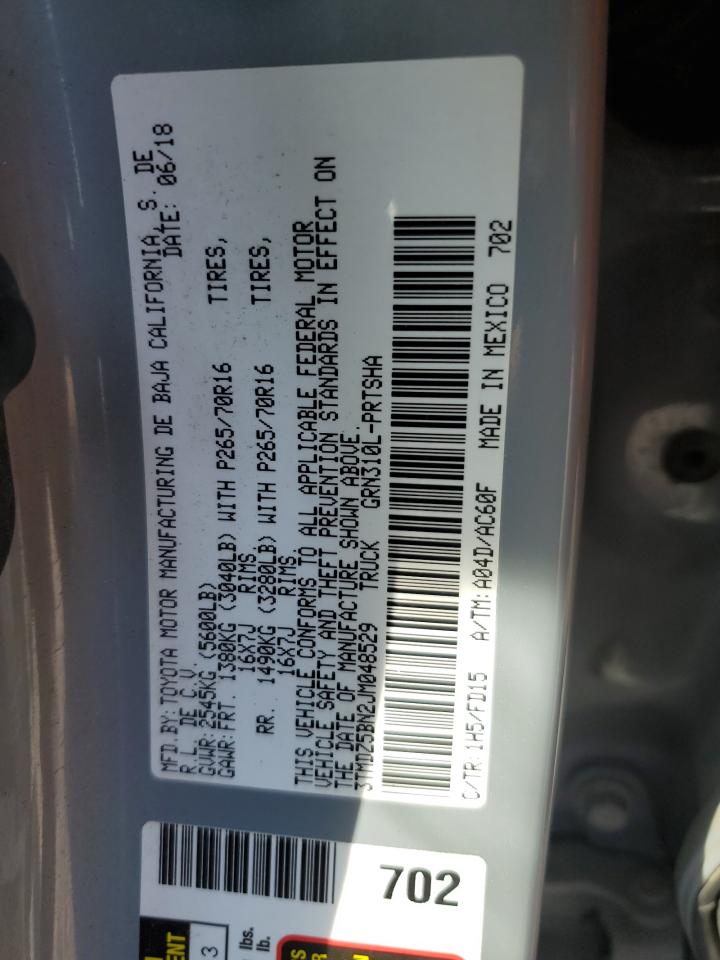 MFD.BY:TOYOTA MOTOR MANUFACTURING DE BAJA CALIFORNIA, S. DE
R.L. DE C.V. DATE: 06/18
GVWR: 2545KG (5600LB)
GAWR:FRT. 1380KG (3040LB) WITH P265/70R16 TIRES,
16X7J RIMS.
RR. 1490KG (3280LB) WITH P265/70R16 TIRES,
16X7J RIMS
THIS VEHICLE CONFORMS TO ALL APPLICABLE FEDERAL MOTOR
VEHICLE SAFETY AND THEFT PREVENTION STANDARDS IN EFFECT ON
THE DATE OF MANUFACTURE SHOWN ABOVE.
3TMDZ5BN2JM048529 TRUCK GRN310L-PRTSHA
C/TR:1H5/FD15 A/TM:A04D/AC60F MADE IN MEXICO 702
702
3
lbs.
lb.